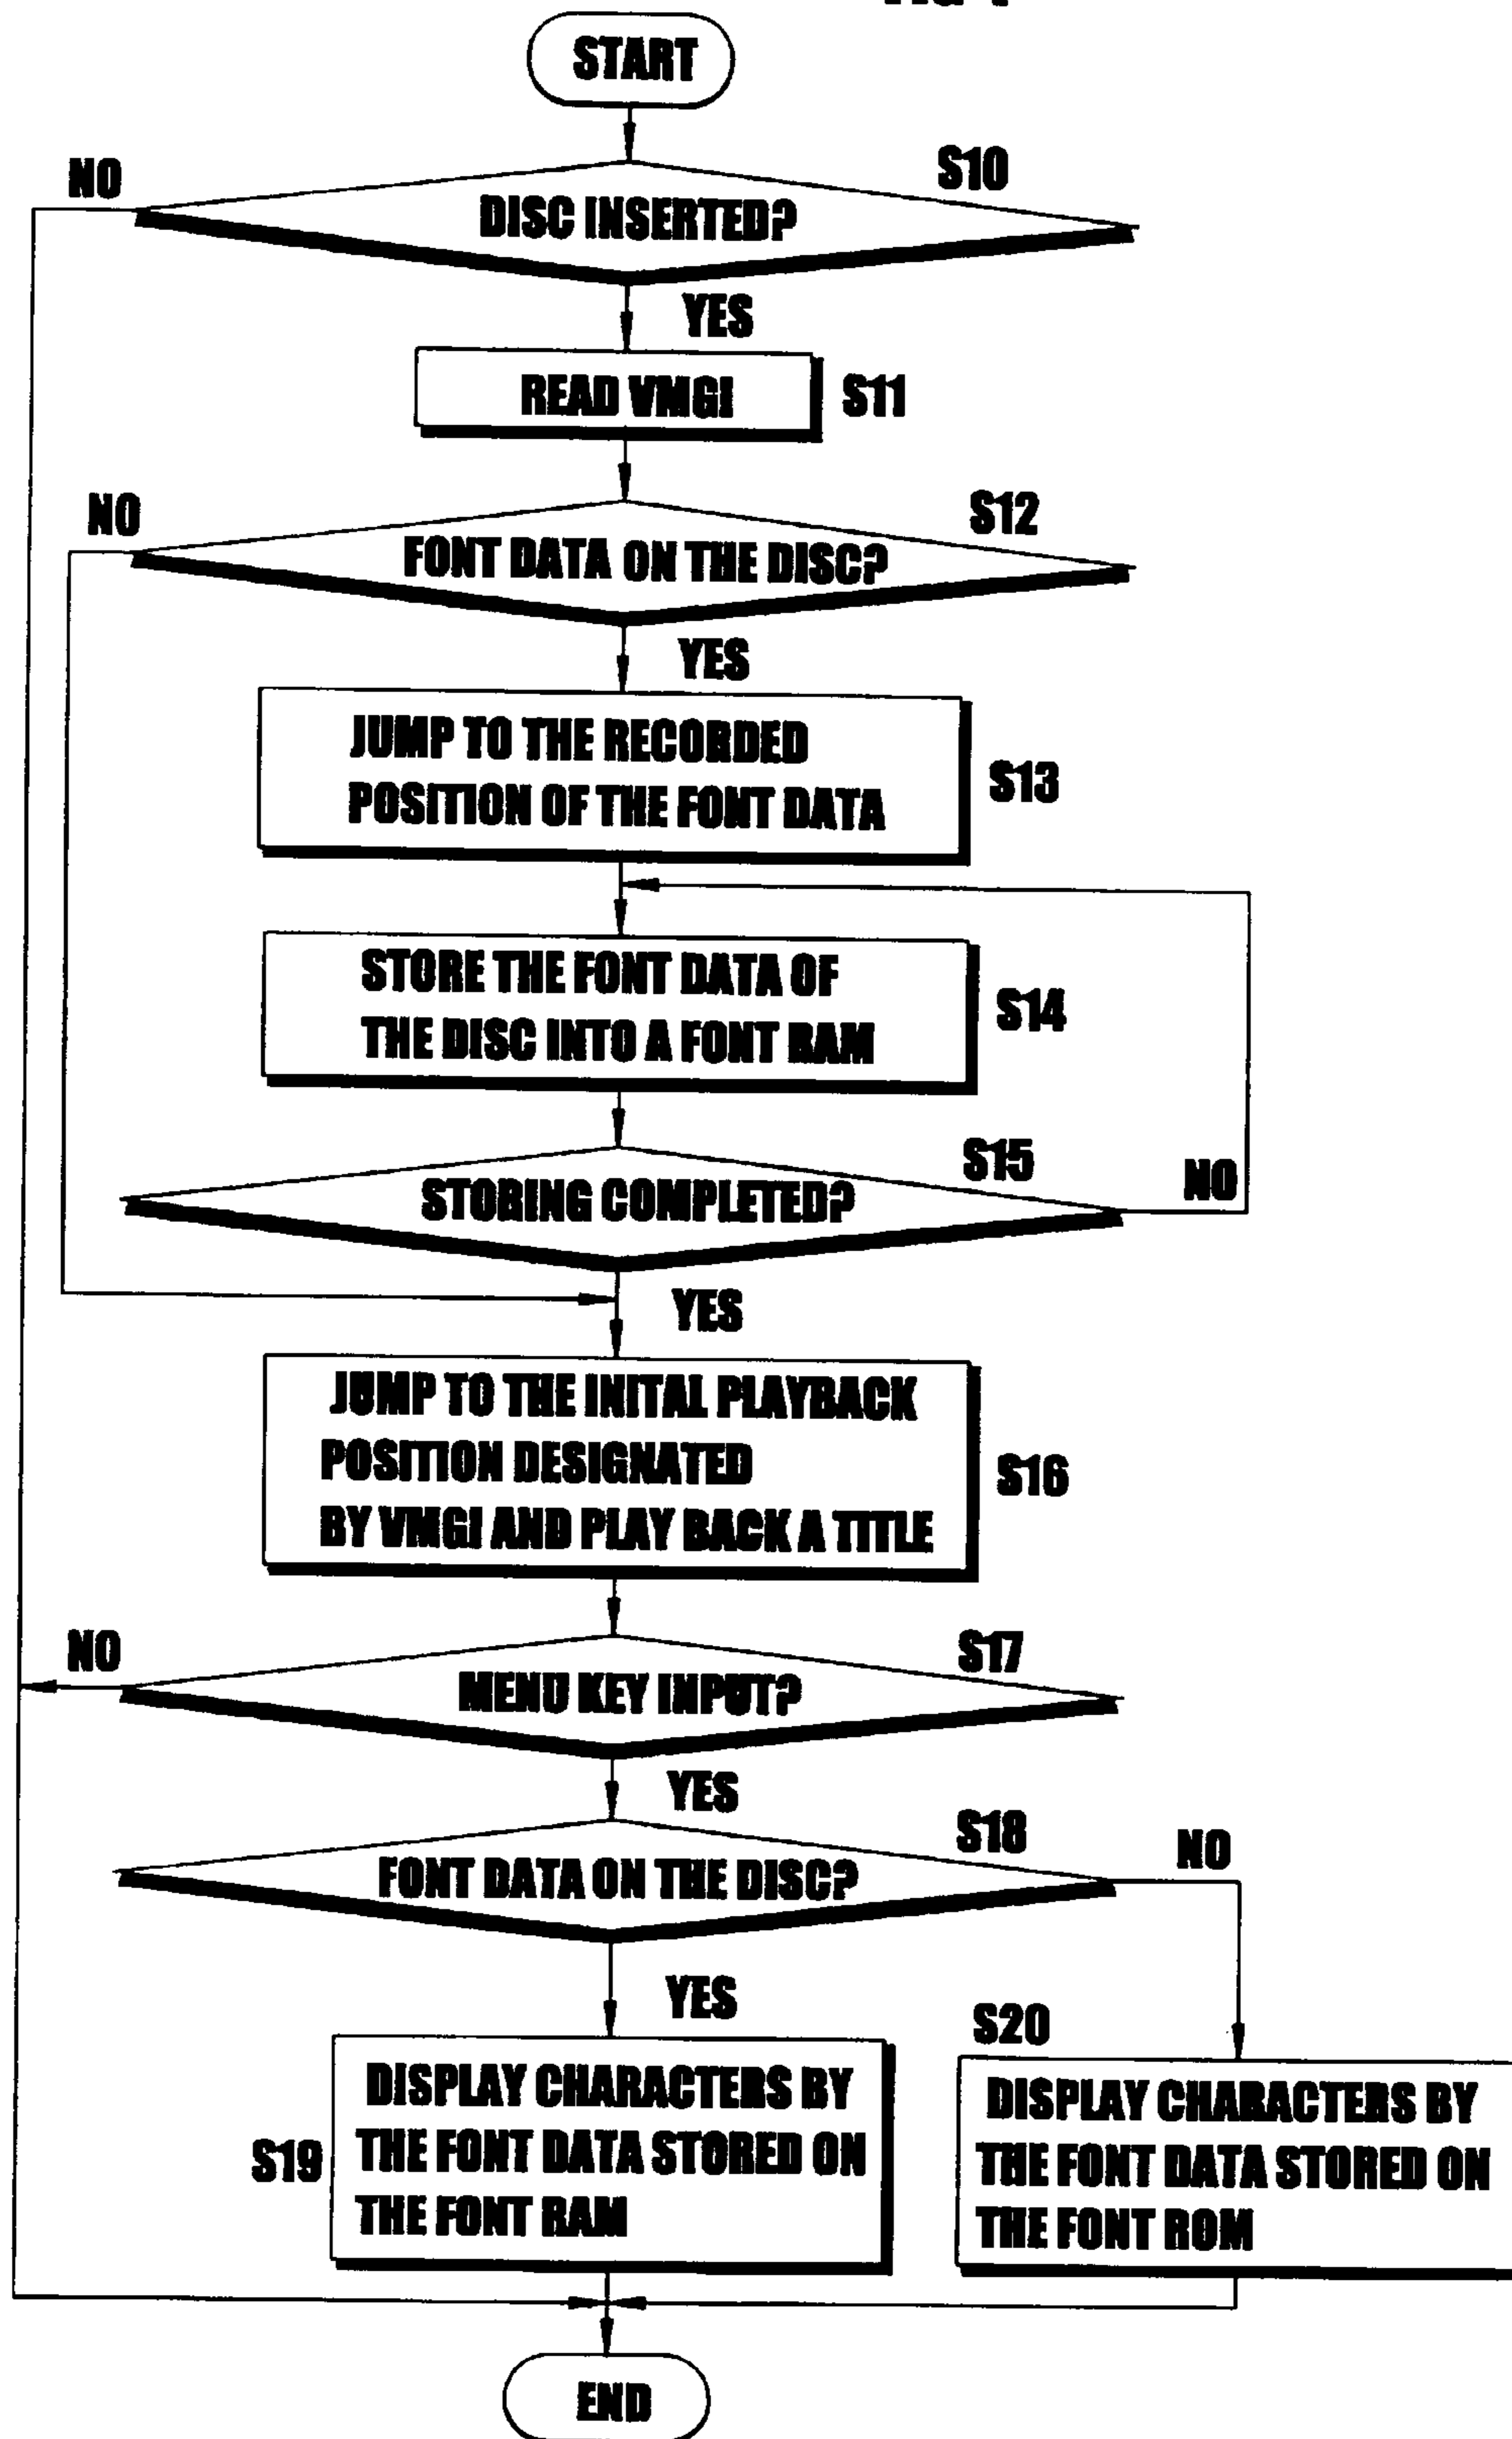 START
NO
S10
DISC INSERTED?
YES
READ VMGI
S11
NO
S12
FONT DATA ON THE DISC?
YES
JUMP TO THE RECORDED
POSITION OF THE FONT DATA
S13
STORE THE FONT DATA OF
THE DISC INTO A FONT RAM
S14
S15
NO
STORING COMPLETED?
YES
JUMP TO THE INITAL PLAYBACK
POSITION DESIGNATED
BY VMGI AND PLAY BACK A TITLE
S16
NO
S17
MENU KEY INPUT?
YES
S18
NO
FONT DATA ON THE DISC?
YES
S19
DISPLAY CHARACTERS BY
THE FONT DATA STORED ON
THE FONT RAM
S20
DISPLAY CHARACTERS BY
THE FONT DATA STORED ON
THE FONT ROM
END